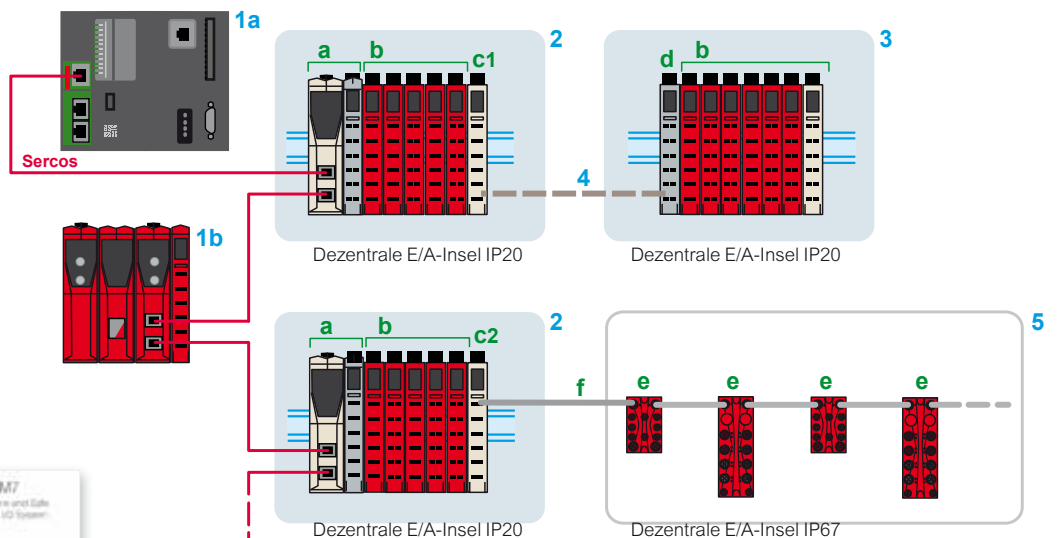 1a
2
3
a b c1
d b
Sercos
4
1b
Dezentrale E/A-Insel IP20
Dezentrale E/A-Insel IP20
2
5
a b c2
f
e e e e
M7
Dezentrale E/A-Insel IP20
Dezentrale E/A-Insel IP67